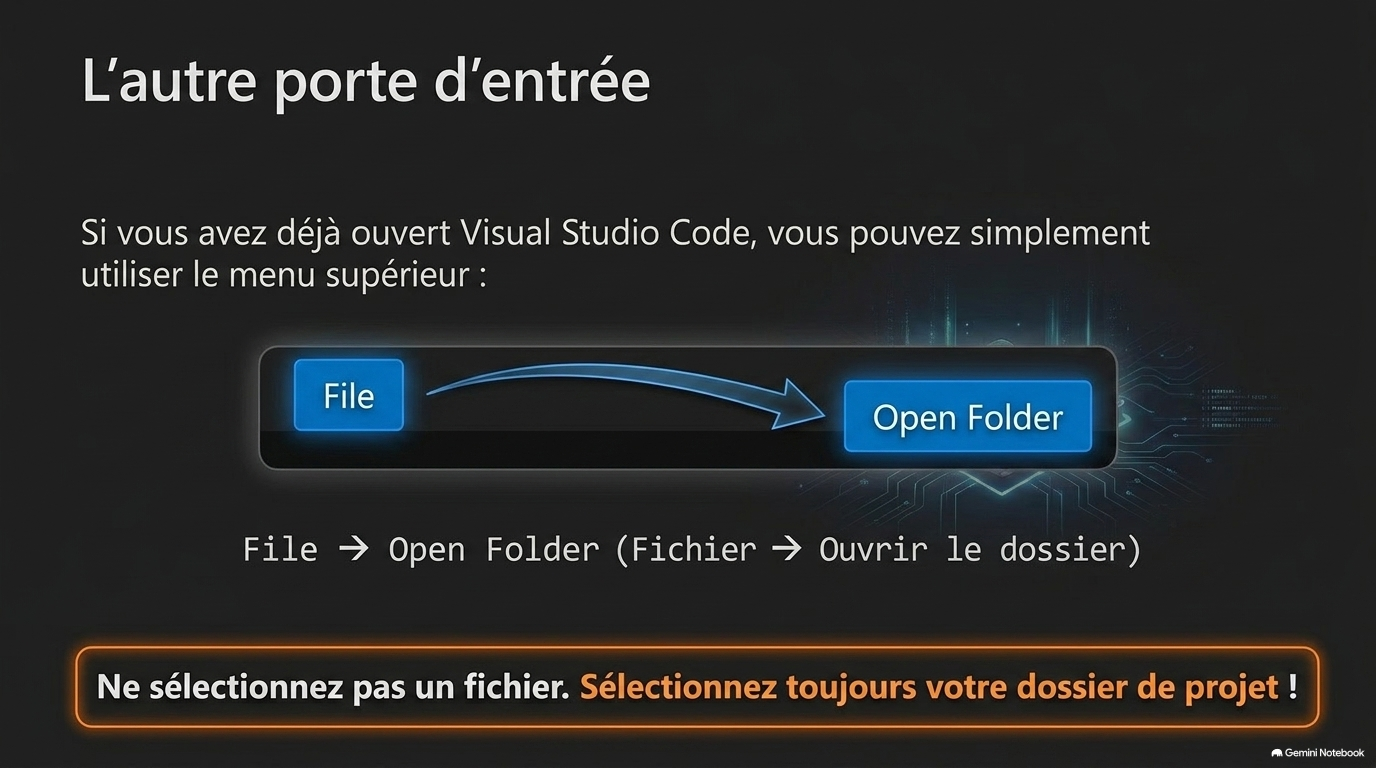 L’autre porte d’entrée
Si vous avez déjà ouvert Visual Studio Code, vous pouvez simplement
utiliser le menu supérieur :
File
Open Folder
File → Open Folder (Fichier → Ouvrir le dossier)
Ne sélectionnez pas un fichier. Sélectionnez toujours votre dossier de projet !
Gemini Notebook